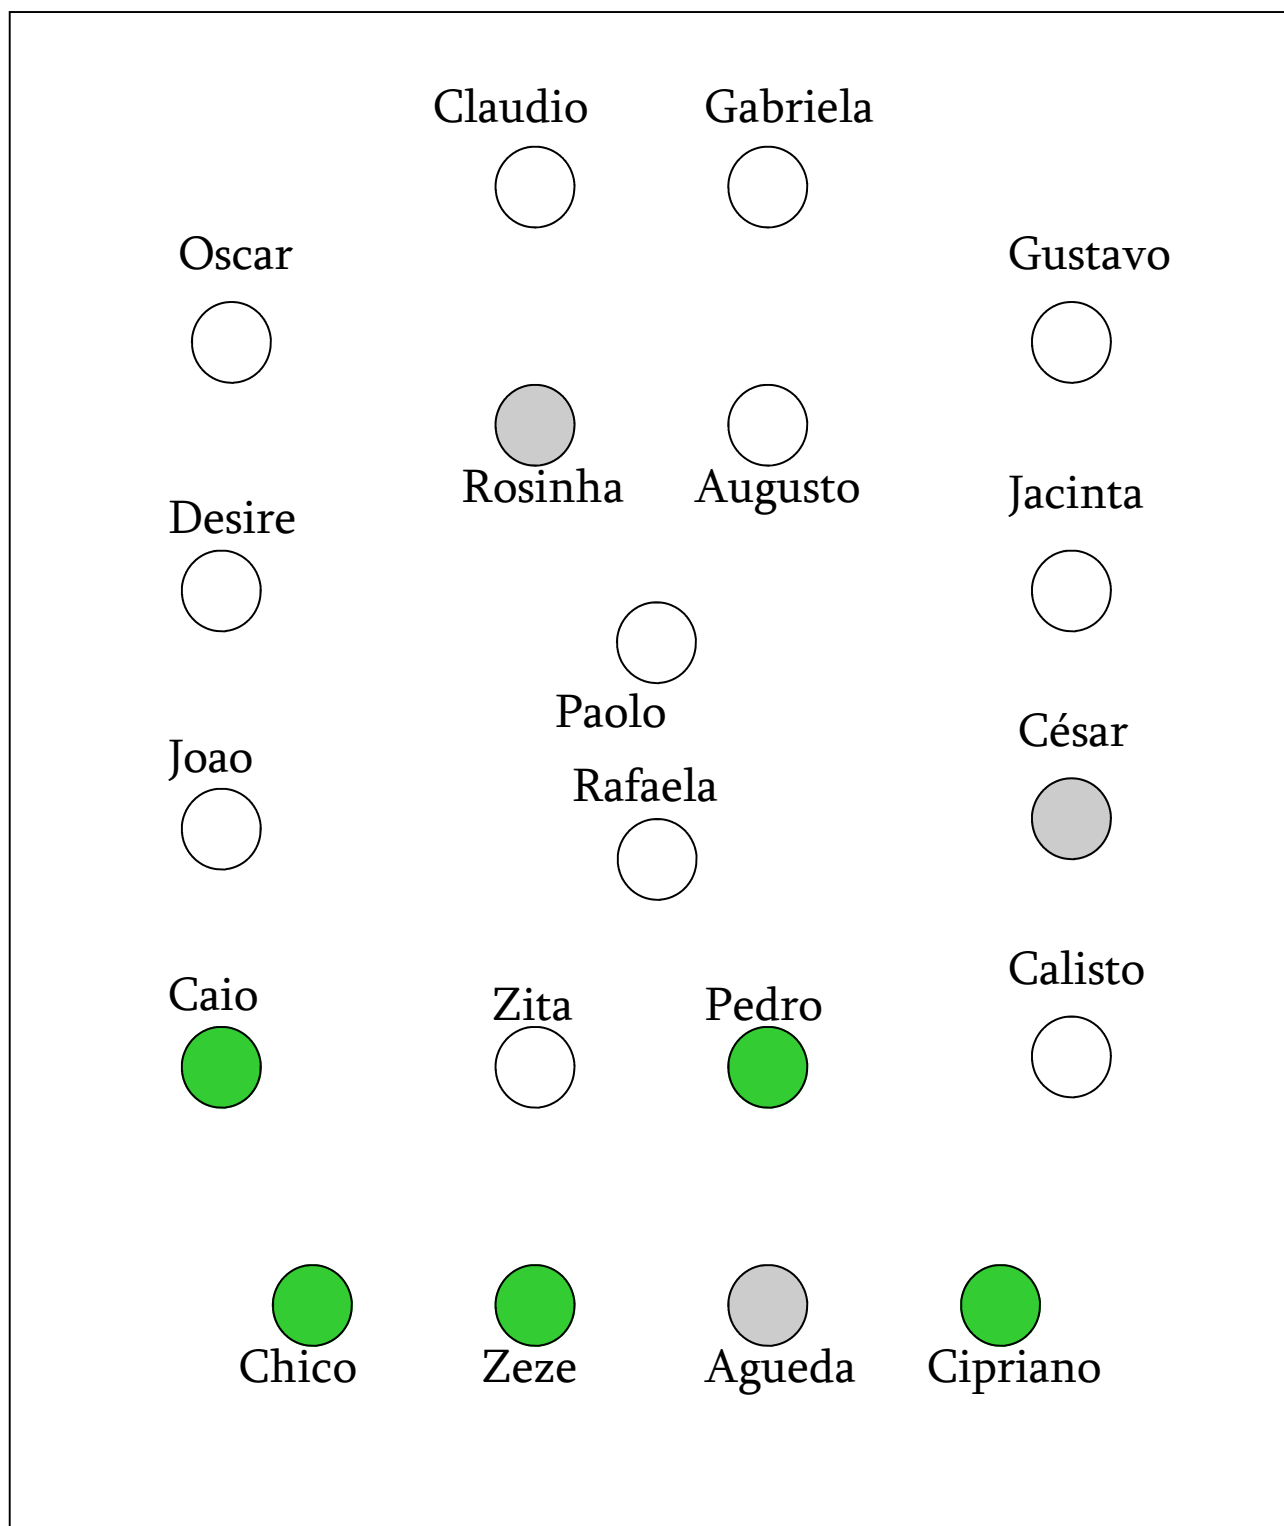 Claudio
Gabriela
Oscar
Gustavo
Rosinha
Augusto
Jacinta
Desire
Paolo
César
Joao
Rafaela
Calisto
Caio
Zita
Pedro
Chico
Zeze
Agueda
Cipriano